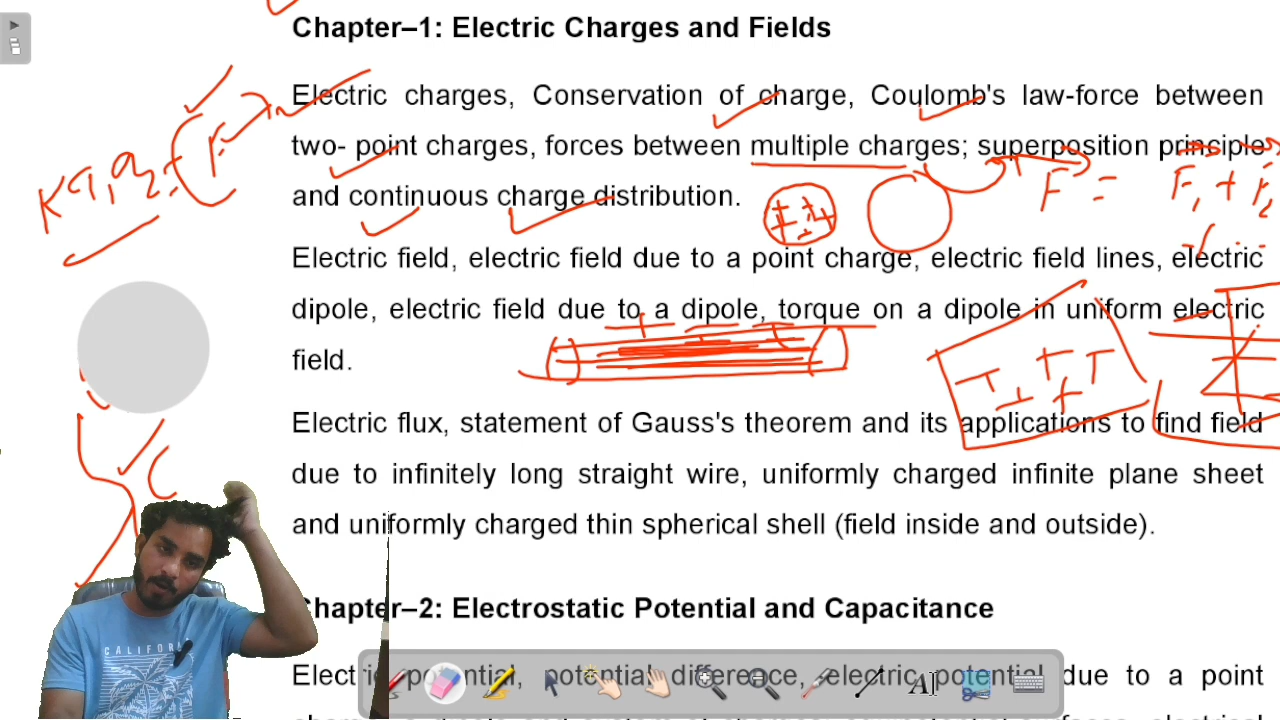 Chapter–1: Electric Charges and Fields
Electric charges, Conservation of charge, Coulomb's law-force between
two- point charges, forces between multiple charges; superposition principles
and continuous charge distribution.
Electric field, electric field due to a point charge, electric field lines, electric
dipole, electric field due to a dipole, torque on a dipole in uniform electric
field.
Electric flux, statement of Gauss's theorem and its applications to find field
due to infinitely long straight wire, uniformly charged infinite plane sheet
and uniformly charged thin spherical shell (field inside and outside).
Chapter–2: Electrostatic Potential and Capacitance
Electric potential, potential difference, electric potential due to a point
F = F₁ + F₂
CALIFORNIA